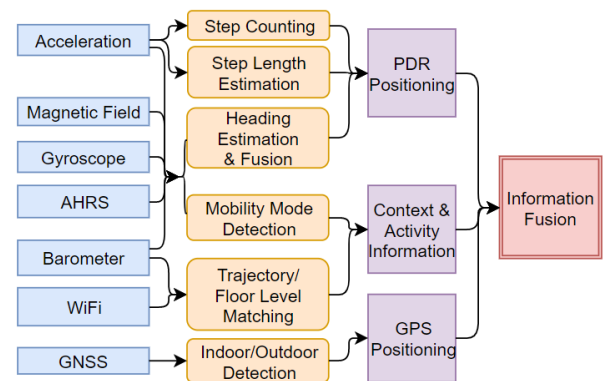 Acceleration
Magnetic Field
Gyroscope
AHRS
Barometer
WiFi
GNSS
Step Counting
Step Length
Estimation
Heading
Estimation
& Fusion
Mobility Mode
Detection
Trajectory/
Floor Level
Matching
Indoor/Outdoor
Detection
PDR
Positioning
Context &
Activity
Information
GPS
Positioning
Information
Fusion